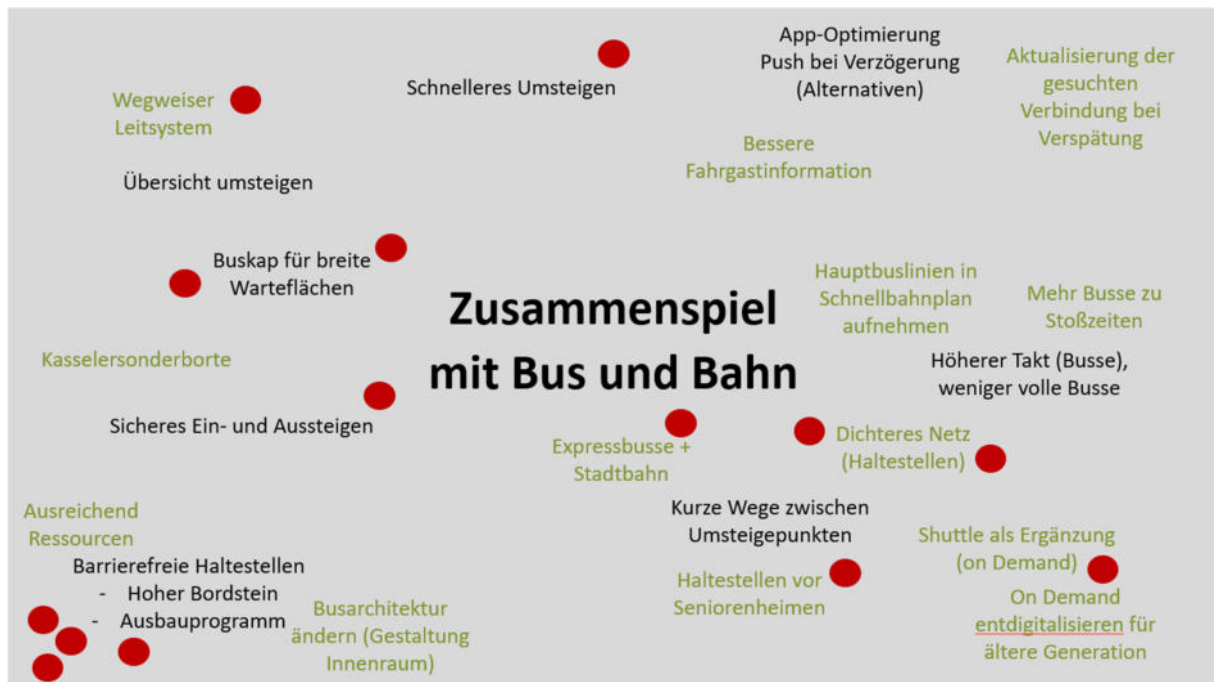 App-Optimierung
Push bei Verzögerung
(Alternativen)
Aktualisierung der
gesuchten
Verbindung bei
Verspätung
Schnelleres Umsteigen
Wegweiser
Leitsystem
Bessere
Fahrgastinformation
Übersicht umsteigen
Buskap für breite
Warteflächen
Zusammenspiel
mit Bus und Bahn
Hauptbuslinien in
Schnellbahnplan
aufnehmen
Mehr Busse zu
Stoßzeiten
Kasselersonderborte
Höherer Takt (Busse),
weniger volle Busse
Sicheres Ein- und Aussteigen
Expressbusse +
Stadtbahn
Dichteres Netz
(Haltestellen)
Ausreichend
Ressourcen
Kurze Wege zwischen
Umsteigepunkten
Shuttle als Ergänzung
(on Demand)
Barrierefreie Haltestellen
- Hoher Bordstein
- Ausbauprogramm
Busarchitektur
ändern (Gestaltung
Innenraum)
Haltestellen vor
Seniorenheimen
On Demand
entdigitalisieren für
ältere Generation